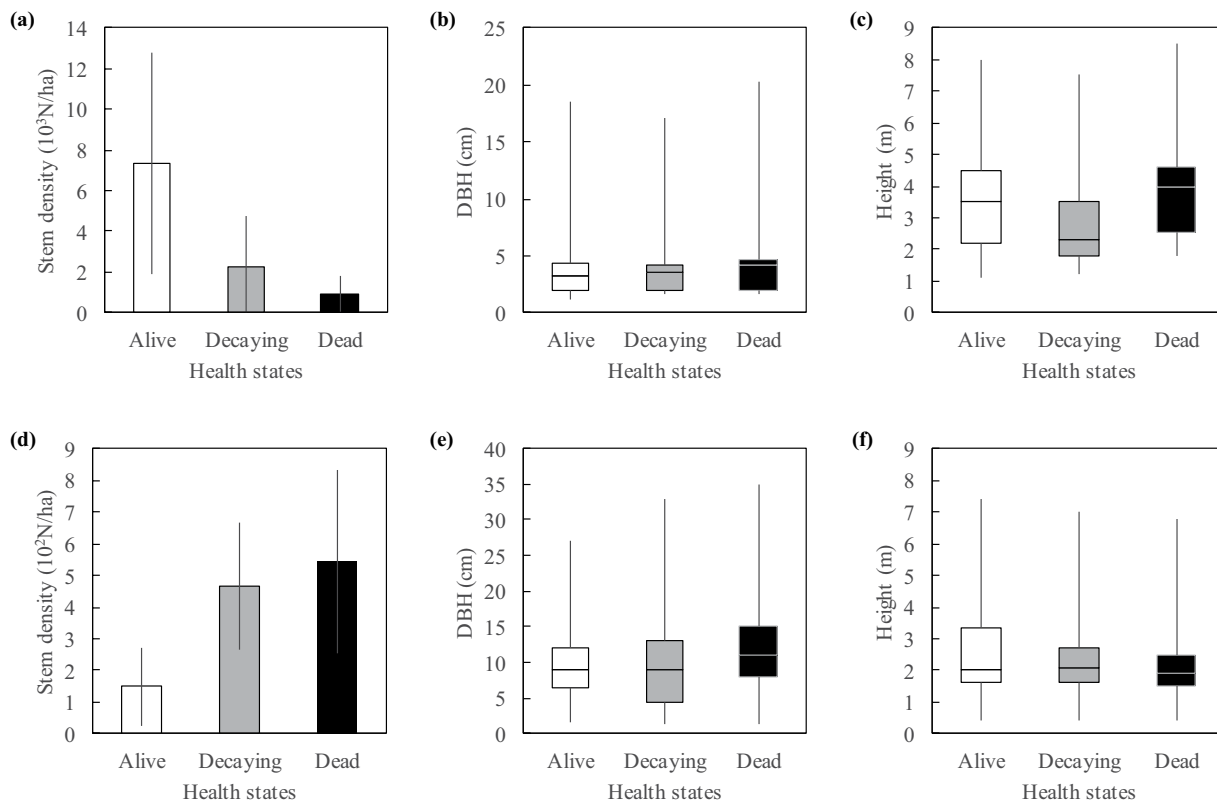 (a)
Stem density (10³N/ha)
14
12
10
8
6
4
2
0
Alive Decaying Dead
Health states
(b)
DBH (cm)
25
20
15
10
5
0
Alive Decaying Dead
Health states
(c)
Height (m)
9
8
7
6
5
4
3
2
1
0
Alive Decaying Dead
Health states
(d)
Stem density (10²N/ha)
9
8
7
6
5
4
3
2
1
0
Alive Decaying Dead
Health states
(e)
DBH (cm)
40
35
30
25
20
15
10
5
0
Alive Decaying Dead
Health states
(f)
Height (m)
9
8
7
6
5
4
3
2
1
0
Alive Decaying Dead
Health states